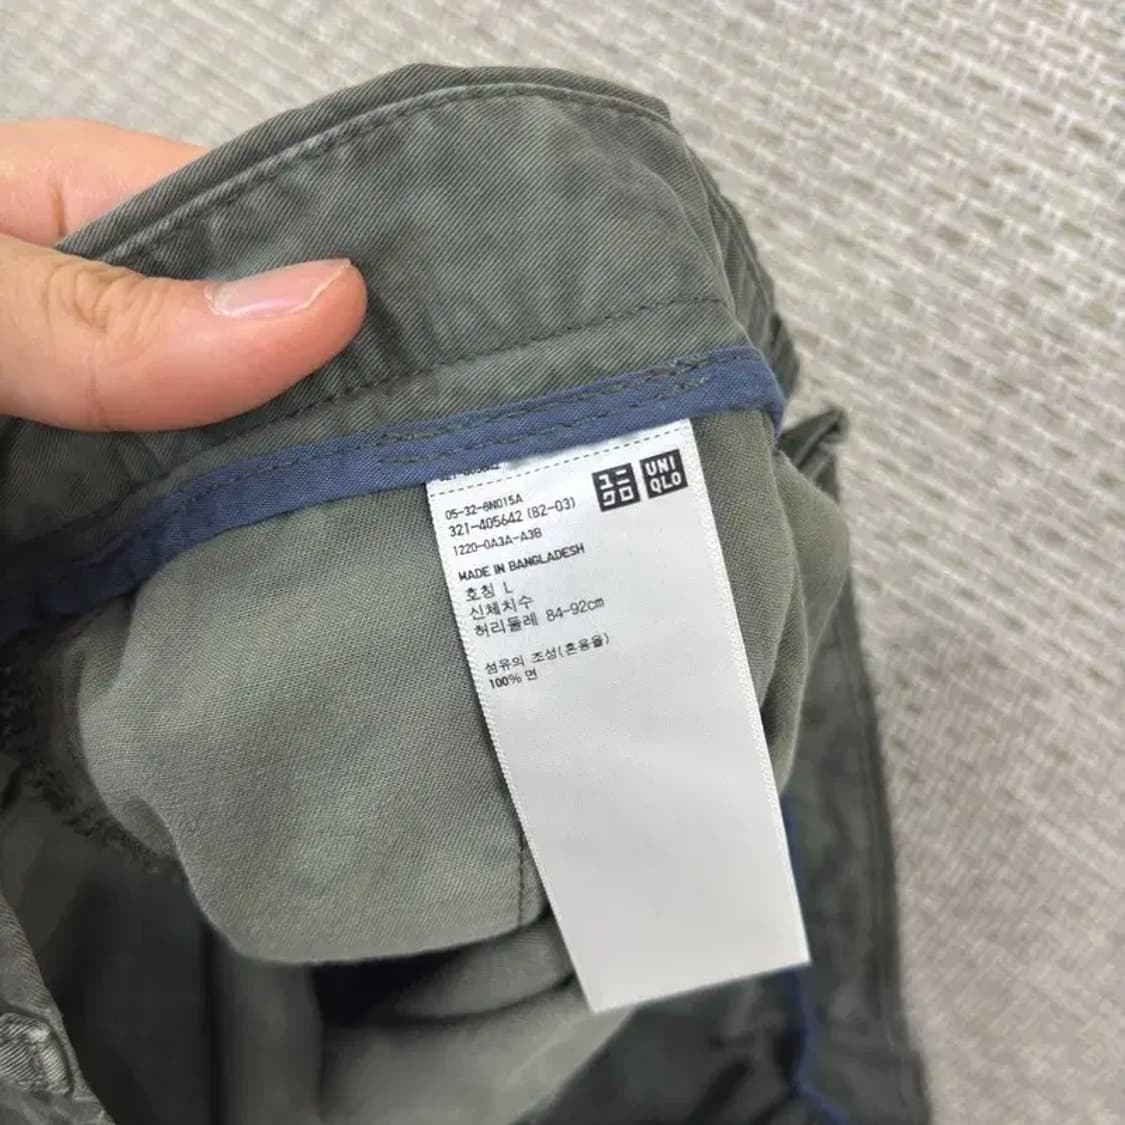 ユニ
クロ
UNI
QLO
05-32-6N015A
321-405642 (82-03)
1220-0A3A-A3B
MADE IN BANGLADESH
호칭 L
신체치수
허리둘레 84-92cm
섬유의 조성(혼용율)
100% 면